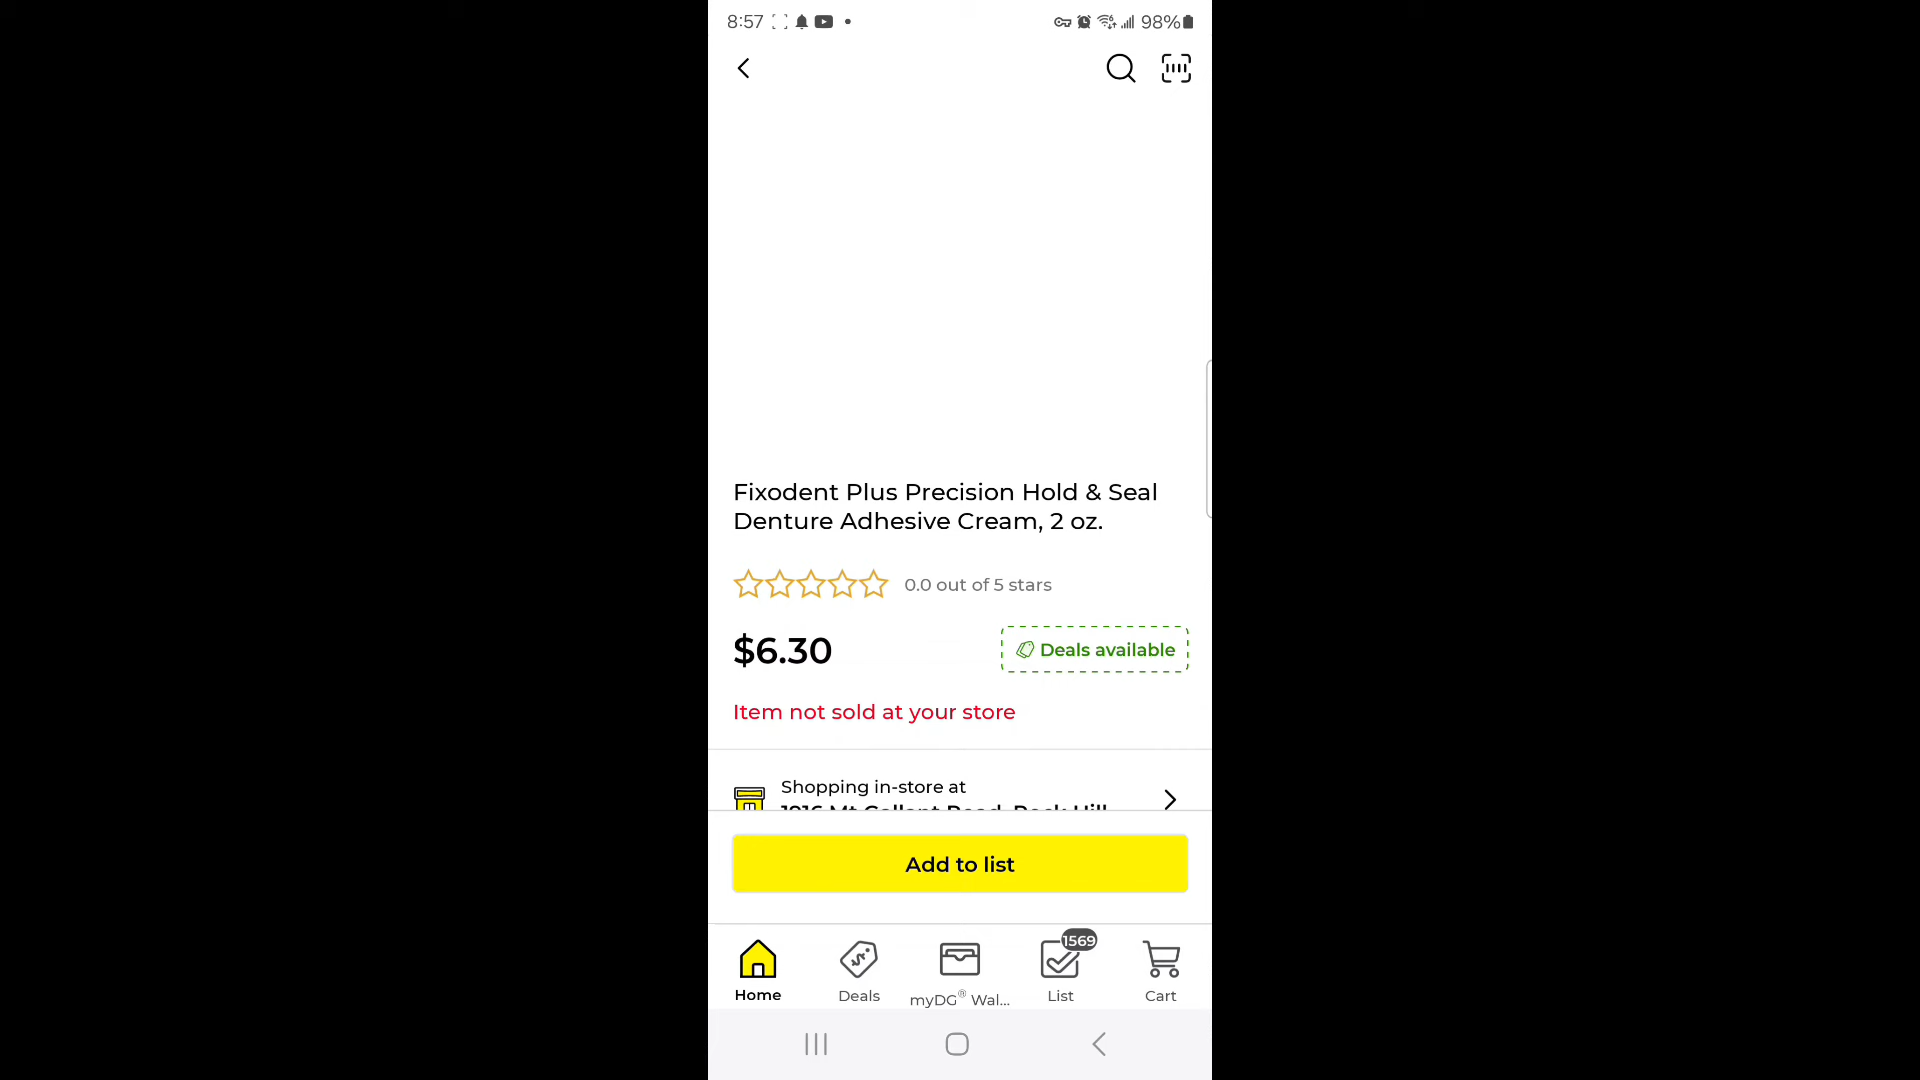 8:57
98%
Fixodent Plus Precision Hold & Seal
Denture Adhesive Cream, 2 oz.
0.0 out of 5 stars
$6.30
Deals available
Item not sold at your store
Shopping in-store at
Add to list
1569
Home
Deals
myDG® Wal...
List
Cart